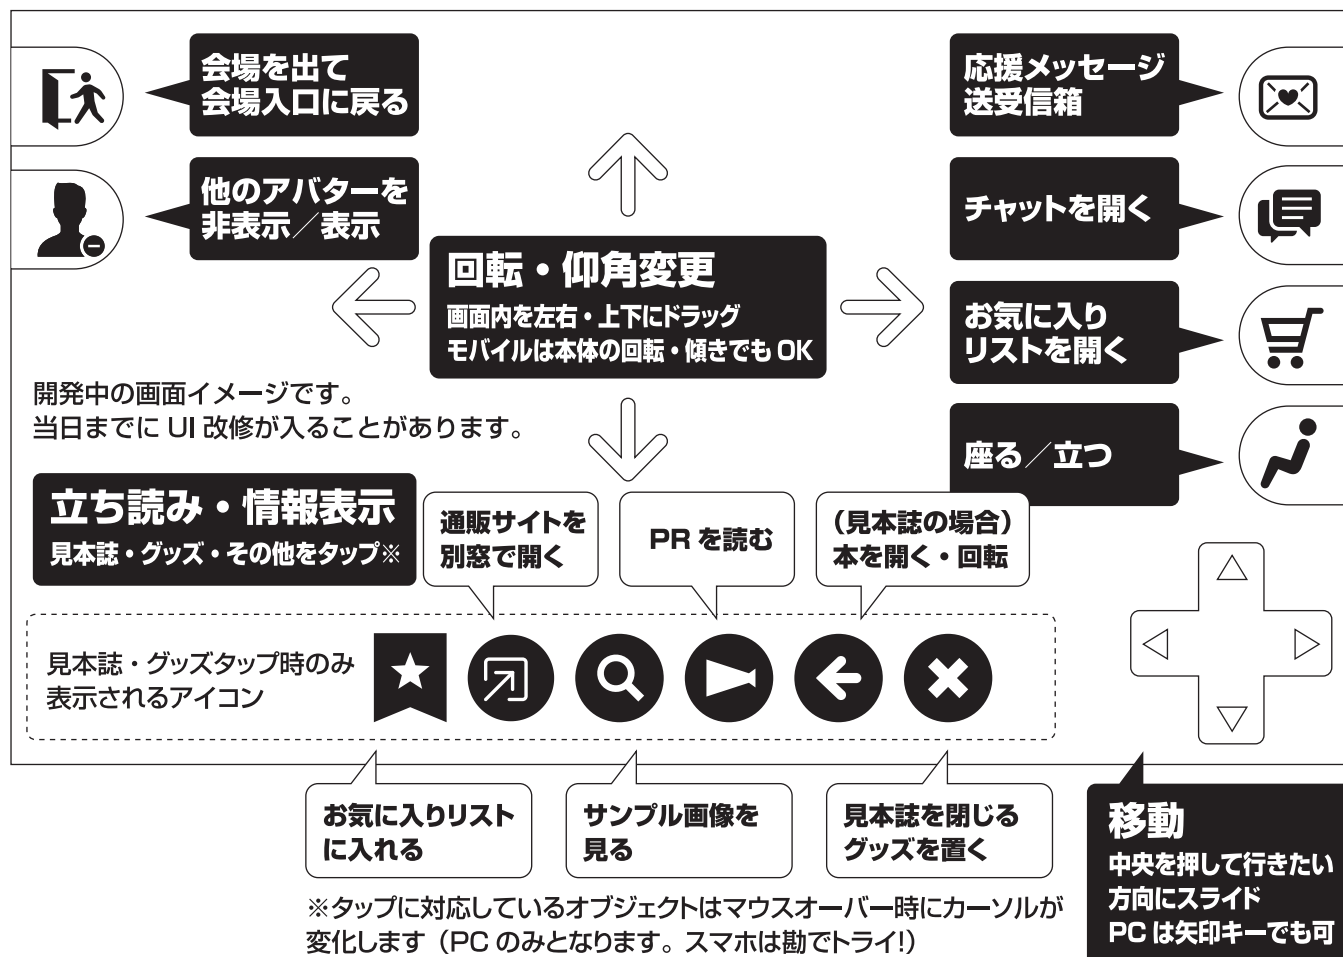 会場を出て
会場入口に戻る
他のアバターを
非表示／表示
応援メッセージ
送受信箱
チャットを開く
お気に入り
リストを開く
座る／立つ
回転・仰角変更
画面内を左右・上下にドラッグ
モバイルは本体の回転・傾きでも OK
開発中の画面イメージです。
当日までに UI 改修が入ることがあります。
立ち読み・情報表示
見本誌・グッズ・その他をタップ※
通販サイトを
別窓で開く
PR を読む
（見本誌の場合）
本を開く・回転
見本誌・グッズタップ時のみ
表示されるアイコン
お気に入りリスト
に入れる
サンプル画像を
見る
見本誌を閉じる
グッズを置く
移動
中央を押して行きたい
方向にスライド
PC は矢印キーでも可
※タップに対応しているオブジェクトはマウスオーバー時にカーソルが
変化します（PC のみとなります。スマホは勘でトライ!）